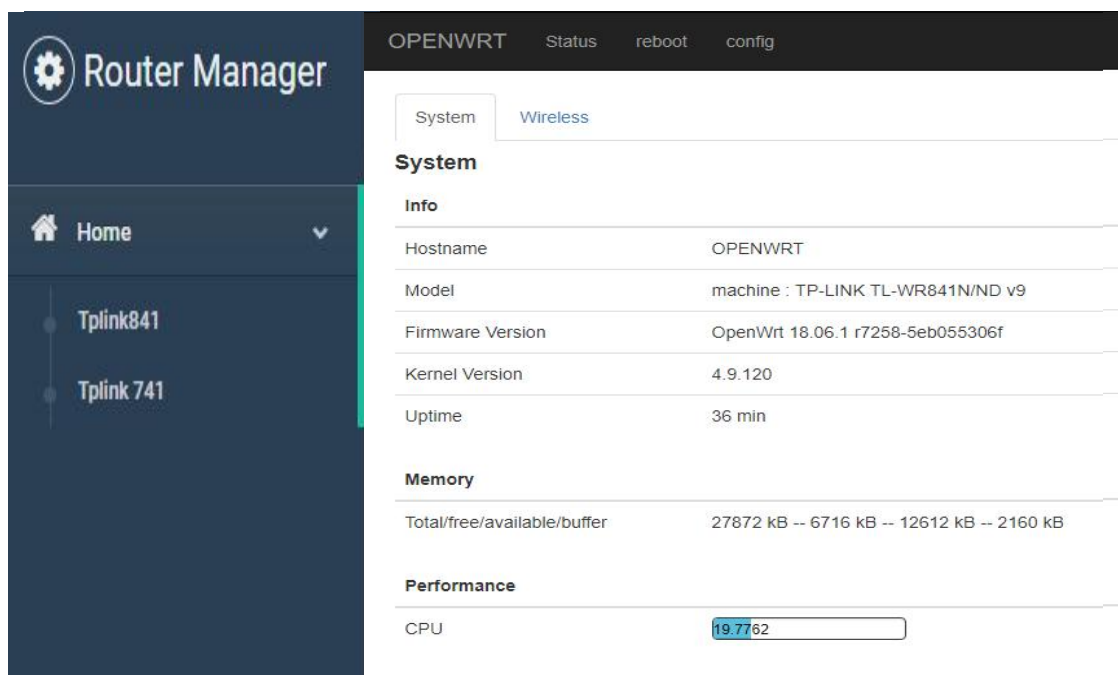 Router Manager
Home
Tplink841
Tplink 741
OPENWRT Status reboot config
System Wireless
System
Info
Hostname OPENWRT
Model machine : TP-LINK TL-WR841N/ND v9
Firmware Version OpenWrt 18.06.1 r7258-5eb055306f
Kernel Version 4.9.120
Uptime 36 min
Memory
Total/free/available/buffer 27872 kB -- 6716 kB -- 12612 kB -- 2160 kB
Performance
CPU 19.7762